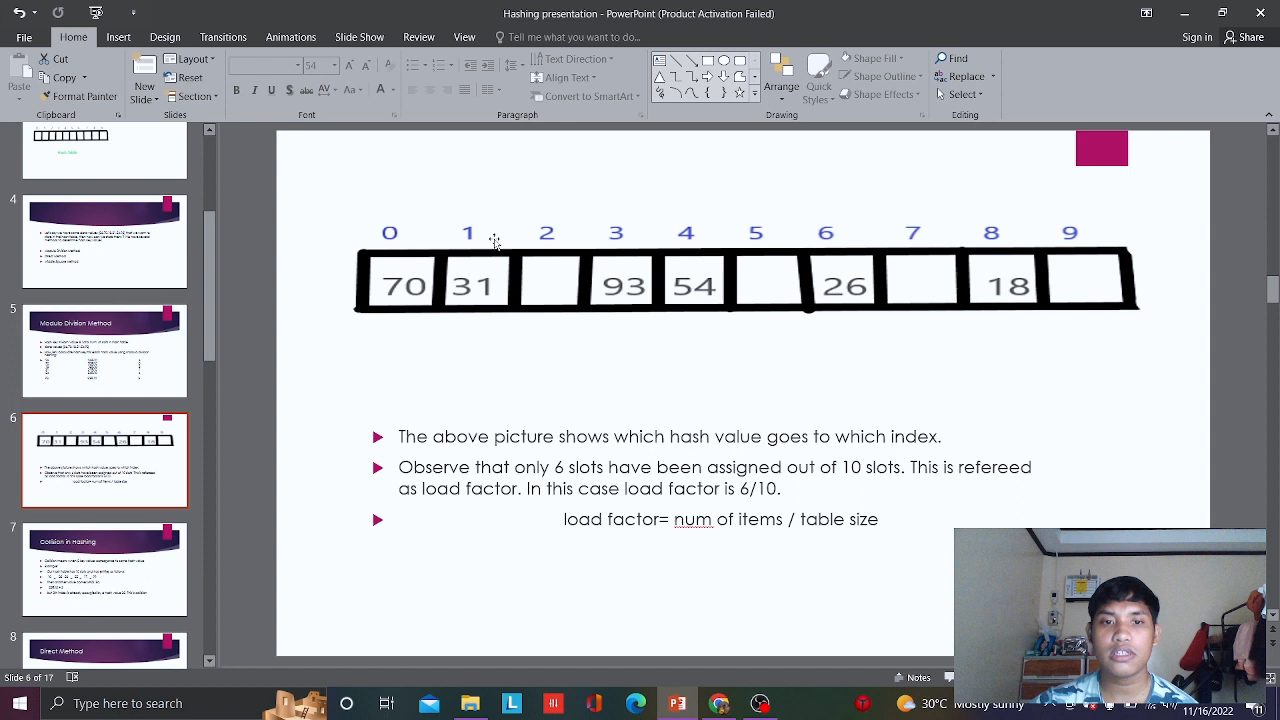 Hashing presentation - PowerPoint (Product Activation Failed)
File Home Insert Design Transitions Animations Slide Show Review View Tell me what you want to do... Sign in Share
Paste Cut Copy Format Painter Clipboard
New Slide Layout Reset Section Slides
54 Font
Text Direction Align Text Convert to SmartArt Paragraph
Arrange Quick Styles Shape Fill Shape Outline Shape Effects Drawing
Find Replace Select Editing
4
5
Modulo Division Method
6
7
Collision in Hashing
8
Direct Method
0 1 2 3 4 5 6 7 8 9
70 31 93 54 26 18
The above picture shows which hash value goes to which index.
Observe that only 6 slots have been assigned out of 10 slots. This is refereed
as load factor. In this case load factor is 6/10.
load factor= num of items / table size
Slide 6 of 17
Notes
30°C Mostly sunny
11/16/2022